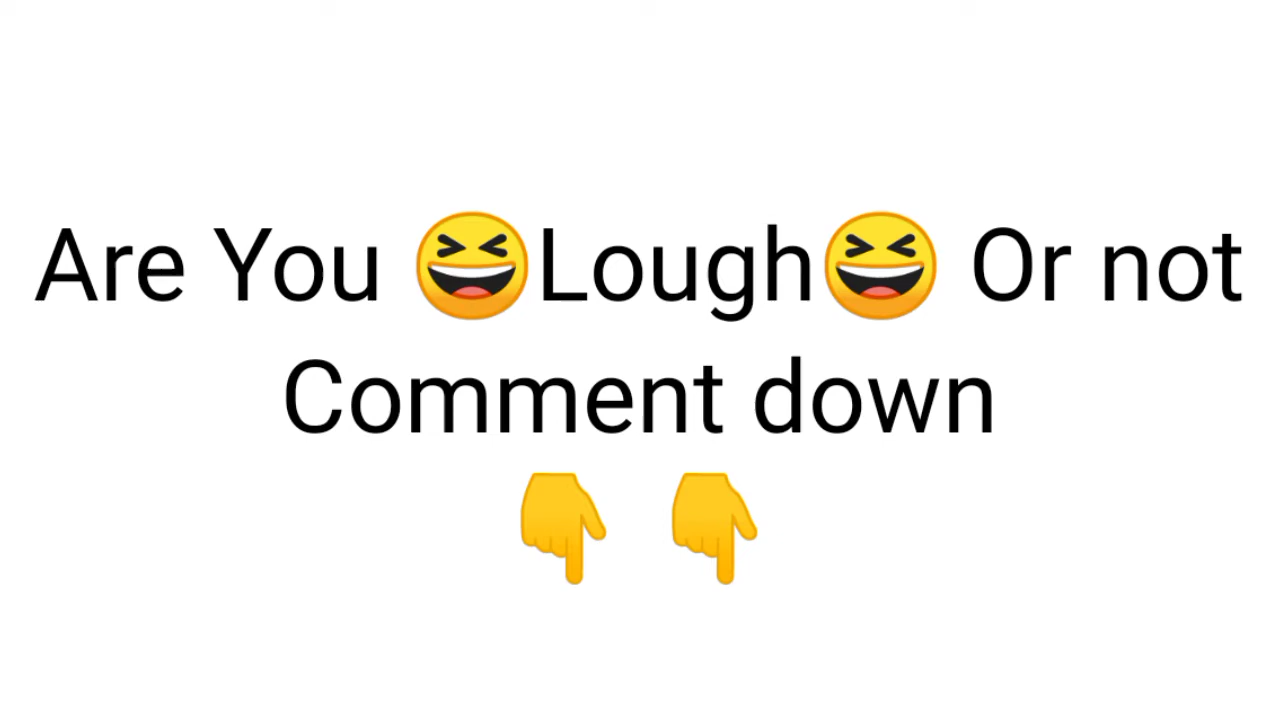 Are You 😆Lough😆 Or not
Comment down
👇 👇